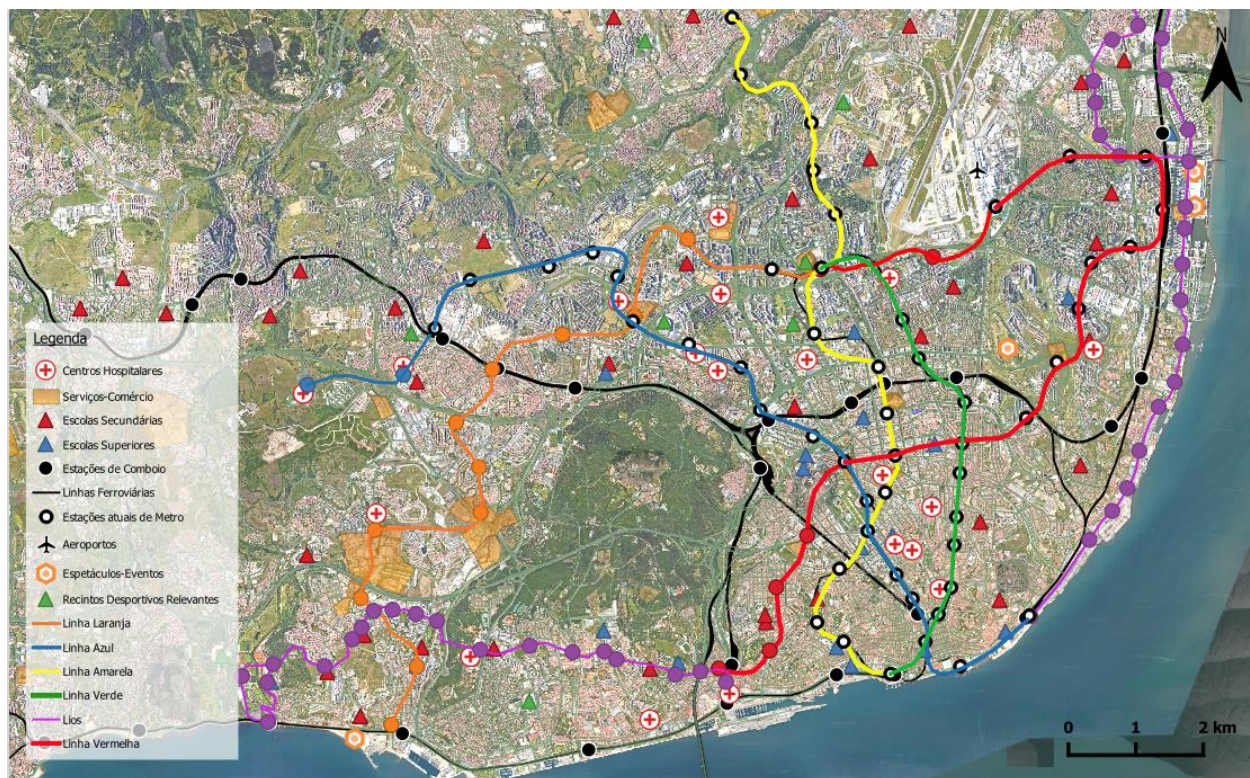 N
Legenda
Centros Hospitalares
Serviços-Comércio
Escolas Secundárias
Escolas Superiores
Estações de Comboio
Linhas Ferroviárias
Estações atuais de Metro
Aeroportos
Espetáculos-Eventos
Recintos Desportivos Relevantes
Linha Laranja
Linha Azul
Linha Amarela
Linha Verde
Lios
Linha Vermelha
0 1 2 km